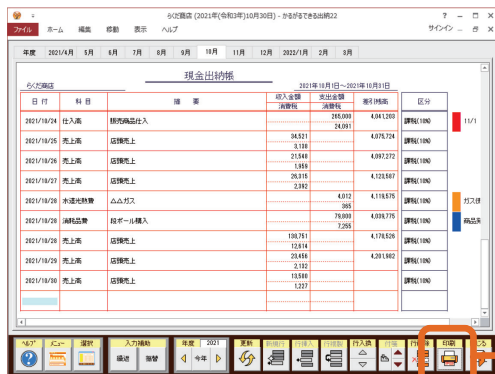 らくだ商店 (2021年(令和3年)10月30日) - かるがるできる出納22
ファイル ホーム 編集 移動 表示 ヘルプ サインイン
年度 2021/4月 5月 6月 7月 8月 9月 10月 11月 12月 2022/1月 2月 3月
現金出納帳
らくだ商店 2021年10月1日〜2021年10月31日
日 付 科 目 摘 要 収入金額 支出金額 差引残高 区分
消費税 消費税
2021/10/24 仕入高 販売商品仕入 265,000 4,041,203 課税(10%) 11/1
24,091
2021/10/25 売上高 店頭売上 34,521 4,075,724 課税(10%)
3,138
2021/10/26 売上高 店頭売上 21,548 4,097,272 課税(10%)
1,959
2021/10/27 売上高 店頭売上 26,315 4,123,587 課税(10%)
2,392
2021/10/28 水道光熱費 △△ガス 4,012 4,119,575 課税(10%) ガス使
365
2021/10/28 消耗品費 段ボール購入 79,800 4,039,775 課税(10%) 商品発
7,255
2021/10/28 売上高 店頭売上 138,751 4,178,526 課税(10%)
12,614
2021/10/29 売上高 店頭売上 23,456 4,201,982 課税(10%)
2,132
2021/10/30 売上高 店頭売上 13,500 課税(10%)
1,227
ヘルプ メニュー 選択 入力補助 年度 2021 更新 新規行 行挿入 行複製 行入換 付箋 印刷
繰返 振替 今年